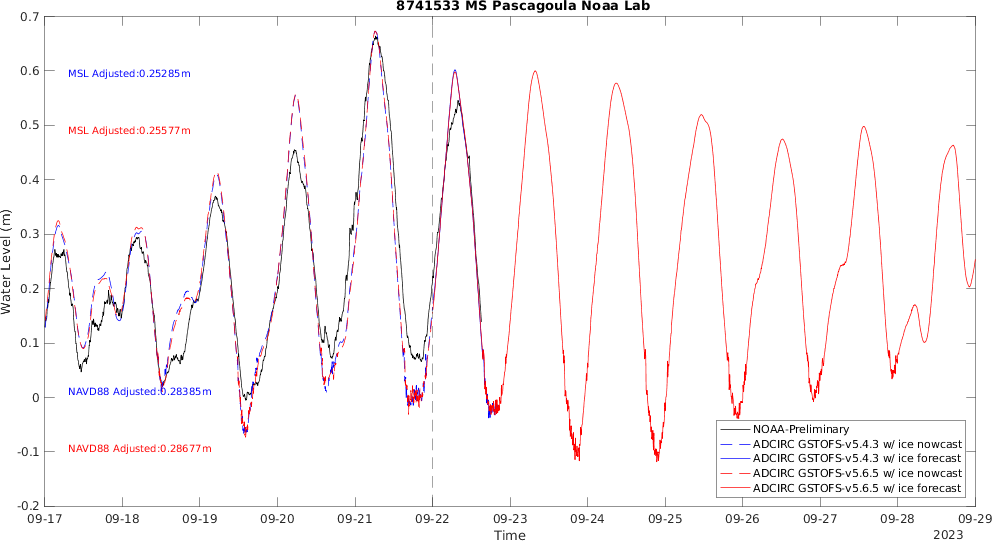 8741533 MS Pascagoula Noaa Lab
0.7
0.6
0.5
0.4
0.3
0.2
0.1
0
-0.1
-0.2
Water Level (m)
MSL Adjusted:0.25285m
MSL Adjusted:0.25577m
NAVD88 Adjusted:0.28385m
NAVD88 Adjusted:0.28677m
NOAA-Preliminary
ADCIRC GSTOFS-v5.4.3 w/ ice nowcast
ADCIRC GSTOFS-v5.4.3 w/ ice forecast
ADCIRC GSTOFS-v5.6.5 w/ ice nowcast
ADCIRC GSTOFS-v5.6.5 w/ ice forecast
09-17 09-18 09-19 09-20 09-21 09-22 09-23 09-24 09-25 09-26 09-27 09-28 09-29
Time
2023